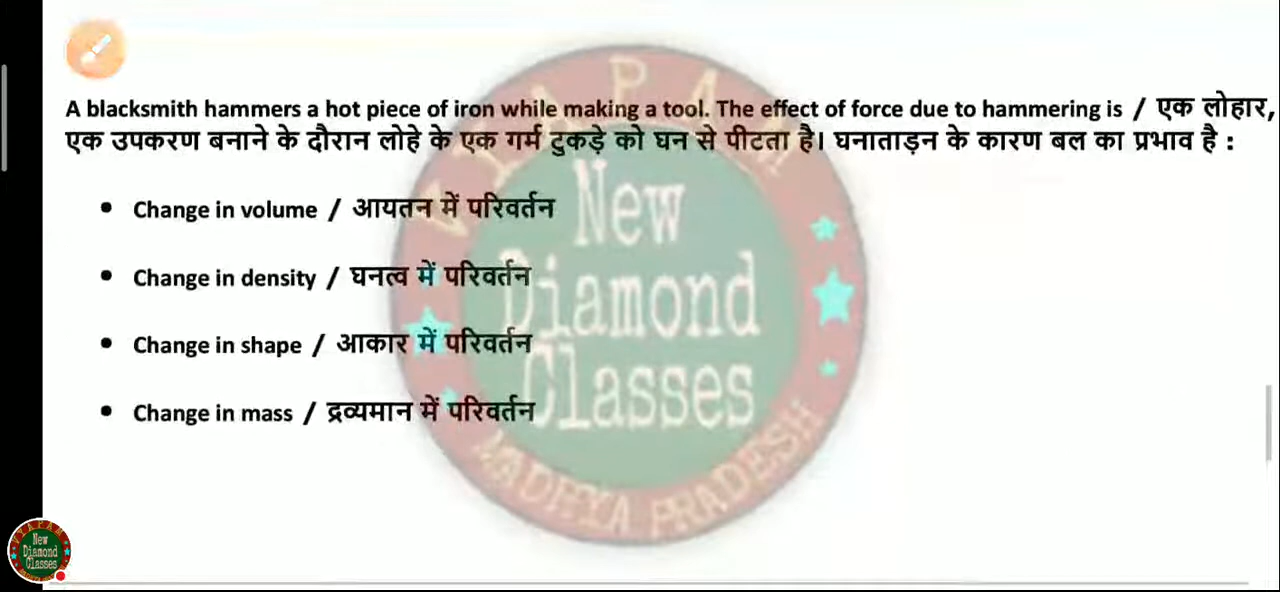 A blacksmith hammers a hot piece of iron while making a tool. The effect of force due to hammering is / एक लोहार,
एक उपकरण बनाने के दौरान लोहे के एक गर्म टुकड़े को घन से पीटता है। घनाताड़न के कारण बल का प्रभाव है :
• Change in volume / आयतन में परिवर्तन
• Change in density / घनत्व में परिवर्तन
• Change in shape / आकार में परिवर्तन
• Change in mass / द्रव्यमान में परिवर्तन
VYAPAM
New
Diamond
Classes
MADHYA PRADESH
VYAPAM
New
Diamond
Classes